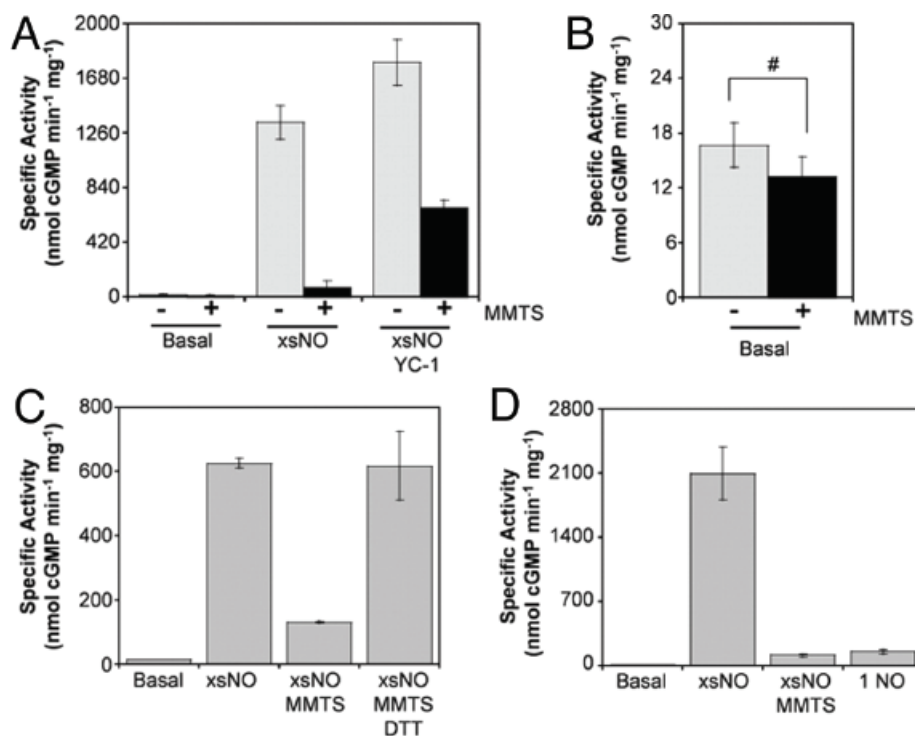 A
Specific Activity
(nmol cGMP min⁻¹ mg⁻¹)
2000
1680
1260
840
420
0
- + - + - + MMTS
Basal xsNO xsNO
YC-1
B
Specific Activity
(nmol cGMP min⁻¹ mg⁻¹)
30
24
18
12
6
0
#
- + MMTS
Basal
C
Specific Activity
(nmol cGMP min⁻¹ mg⁻¹)
800
600
400
200
0
Basal xsNO xsNO xsNO
MMTS MMTS
DTT
D
Specific Activity
(nmol cGMP min⁻¹ mg⁻¹)
2800
2100
1400
700
0
Basal xsNO xsNO 1 NO
MMTS